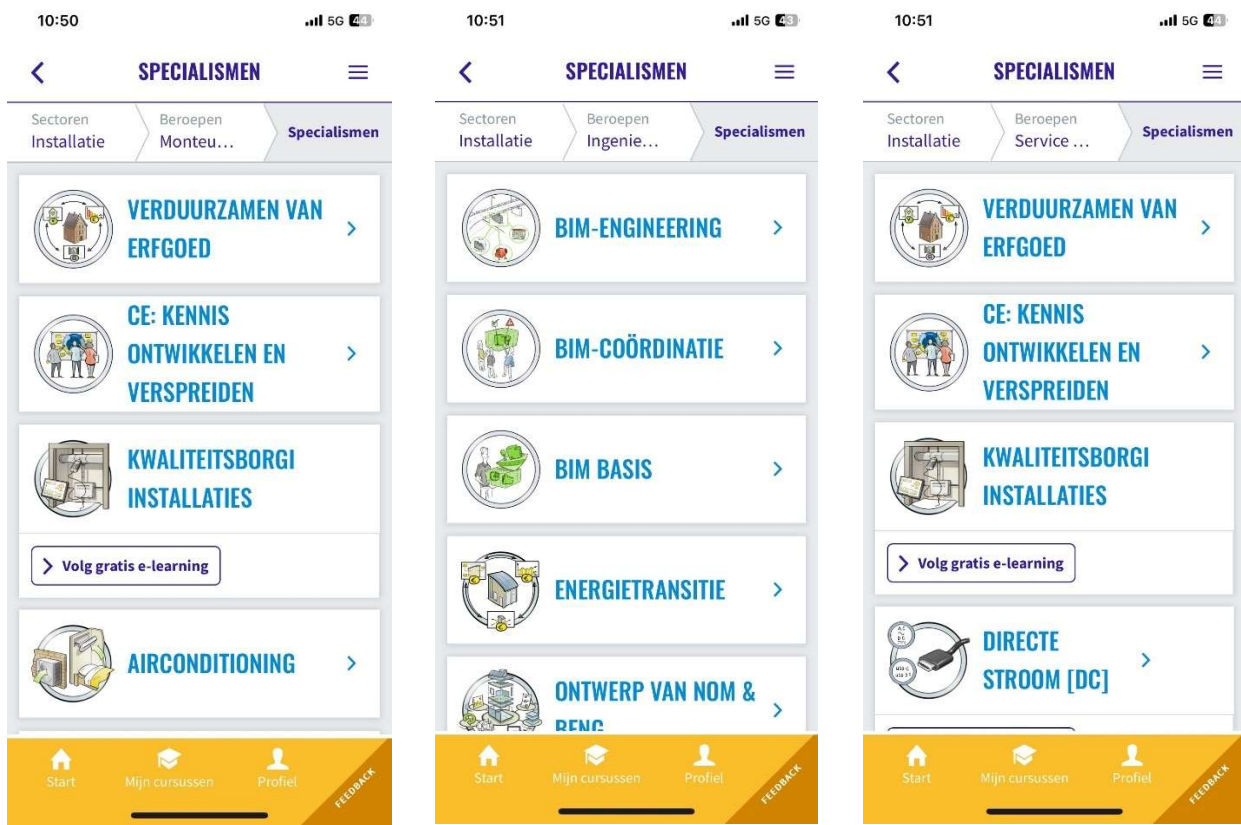 10:50
5G 44
SPECIALISMEN
Sectoren
Installatie
Beroepen
Monteu...
Specialismen
VERDUURZAMEN VAN
ERFGOED
CE: KENNIS
ONTWIKKELEN EN
VERSPREIDEN
KWALITEITSBORGI
INSTALLATIES
Volg gratis e-learning
AIRCONDITIONING
Start
Mijn cursussen
Profiel
FEEDBACK
10:51
5G 43
SPECIALISMEN
Sectoren
Installatie
Beroepen
Ingenie...
Specialismen
BIM-ENGINEERING
BIM-COÖRDINATIE
BIM BASIS
ENERGIETRANSITIE
ONTWERP VAN NOM &
BENG
Start
Mijn cursussen
Profiel
FEEDBACK
10:51
5G 44
SPECIALISMEN
Sectoren
Installatie
Beroepen
Service ...
Specialismen
VERDUURZAMEN VAN
ERFGOED
CE: KENNIS
ONTWIKKELEN EN
VERSPREIDEN
KWALITEITSBORGI
INSTALLATIES
Volg gratis e-learning
DIRECTE
STROOM [DC]
Start
Mijn cursussen
Profiel
FEEDBACK